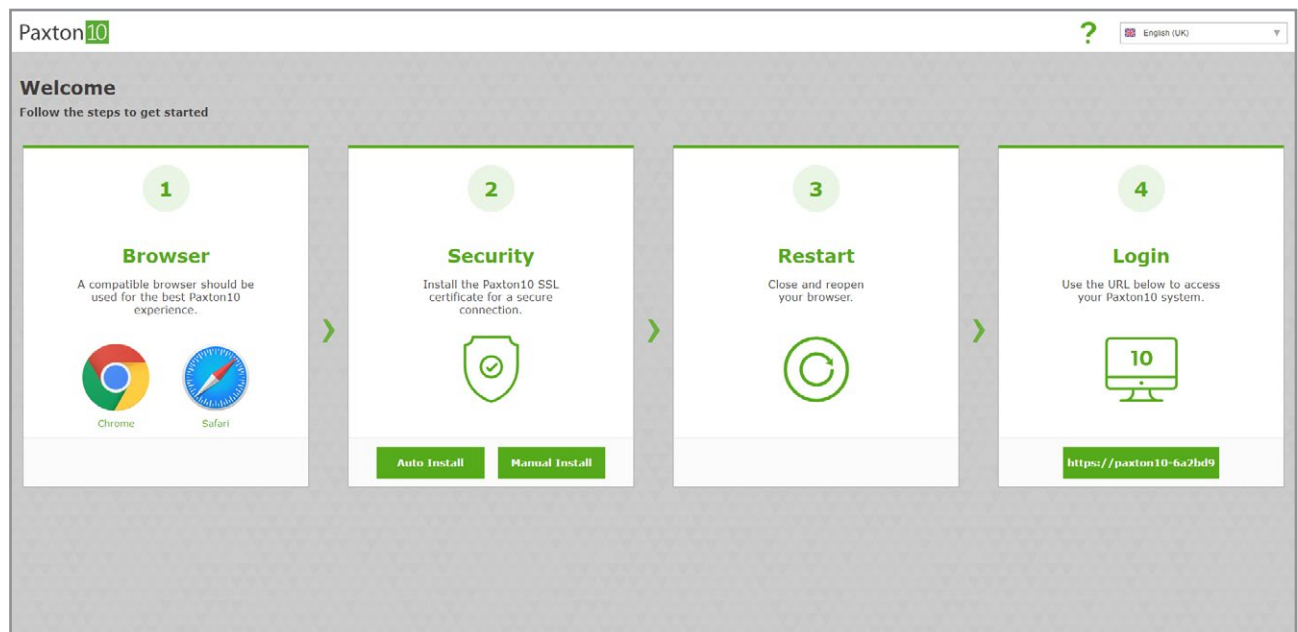 Paxton10
?
English (UK)
Welcome
Follow the steps to get started
1
Browser
A compatible browser should be
used for the best Paxton10
experience.
Chrome
Safari
2
Security
Install the Paxton10 SSL
certificate for a secure
connection.
Auto Install
Manual Install
3
Restart
Close and reopen
your browser.
4
Login
Use the URL below to access
your Paxton10 system.
10
https://paxton10-6a2bd9